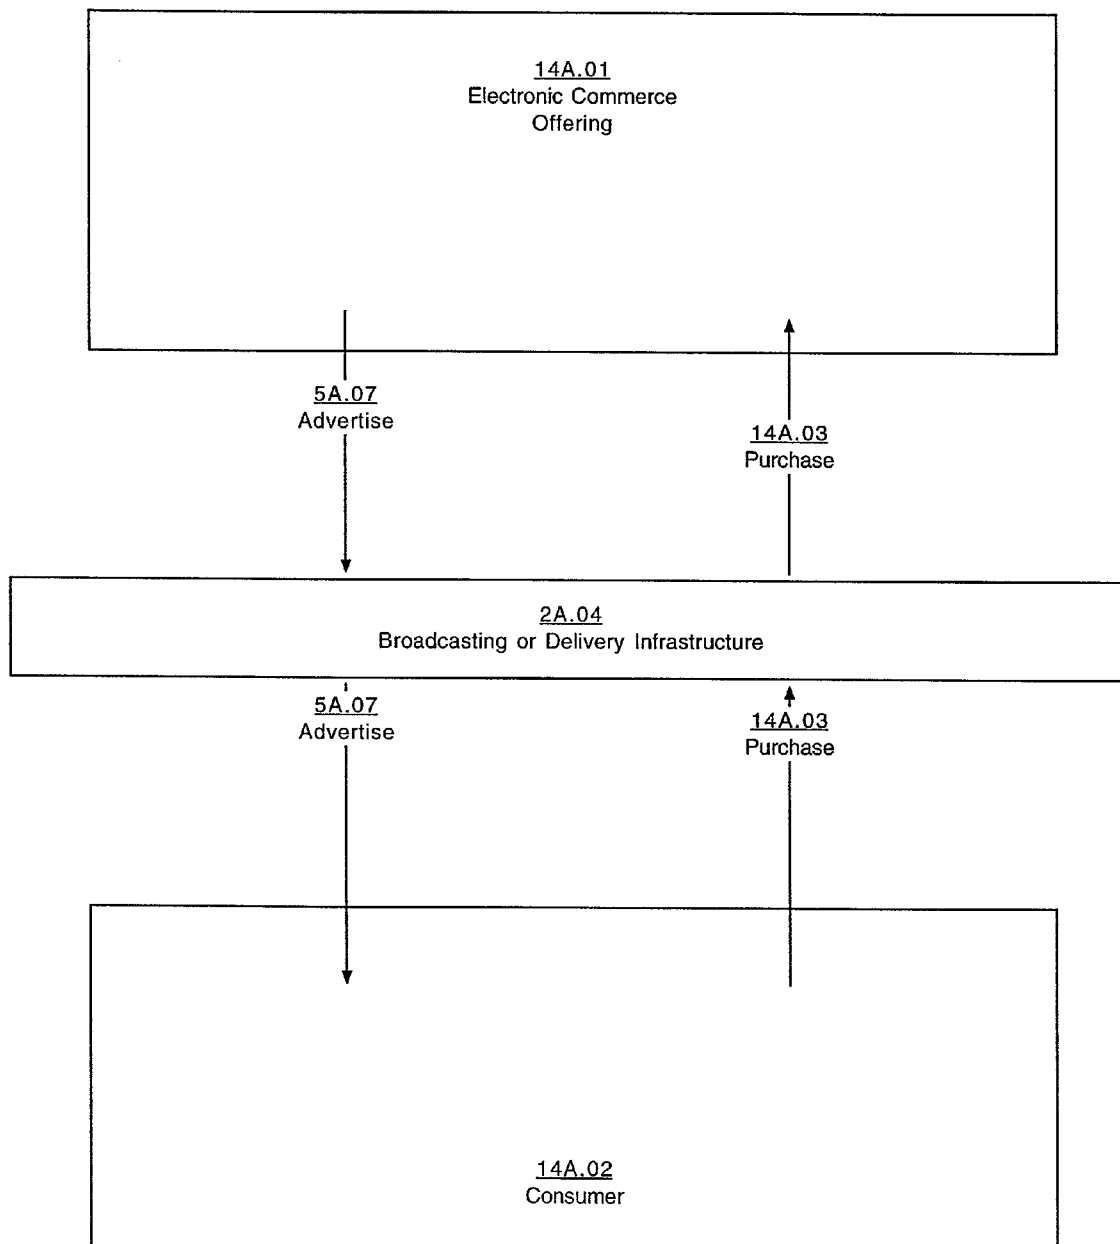 14A.01
Electronic Commerce
Offering
5A.07
Advertise
14A.03
Purchase
2A.04
Broadcasting or Delivery Infrastructure
5A.07
Advertise
14A.03
Purchase
14A.02
Consumer